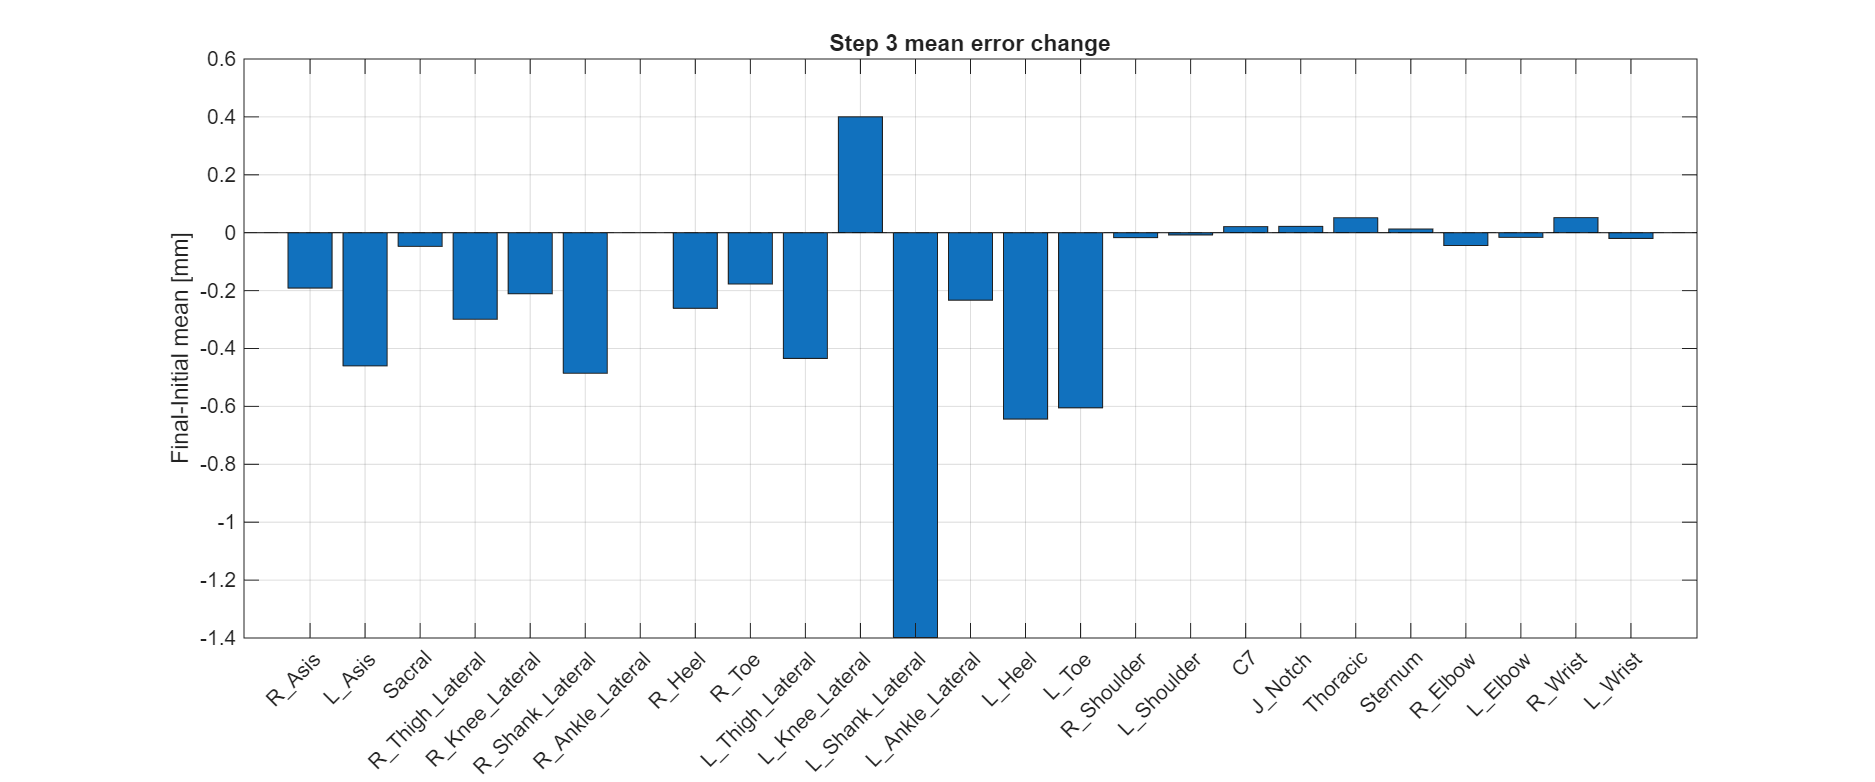 Step 3 mean error change
Final-Initial mean [mm]
0.6
0.4
0.2
0
-0.2
-0.4
-0.6
-0.8
-1
-1.2
-1.4
R_Asis
L_Asis
Sacral
R_Thigh_Lateral
R_Knee_Lateral
R_Shank_Lateral
R_Ankle_Lateral
R_Heel
R_Toe
L_Thigh_Lateral
L_Knee_Lateral
L_Shank_Lateral
L_Ankle_Lateral
L_Heel
L_Toe
R_Shoulder
L_Shoulder
C7
J_Notch
Thoracic
Sternum
R_Elbow
L_Elbow
R_Wrist
L_Wrist